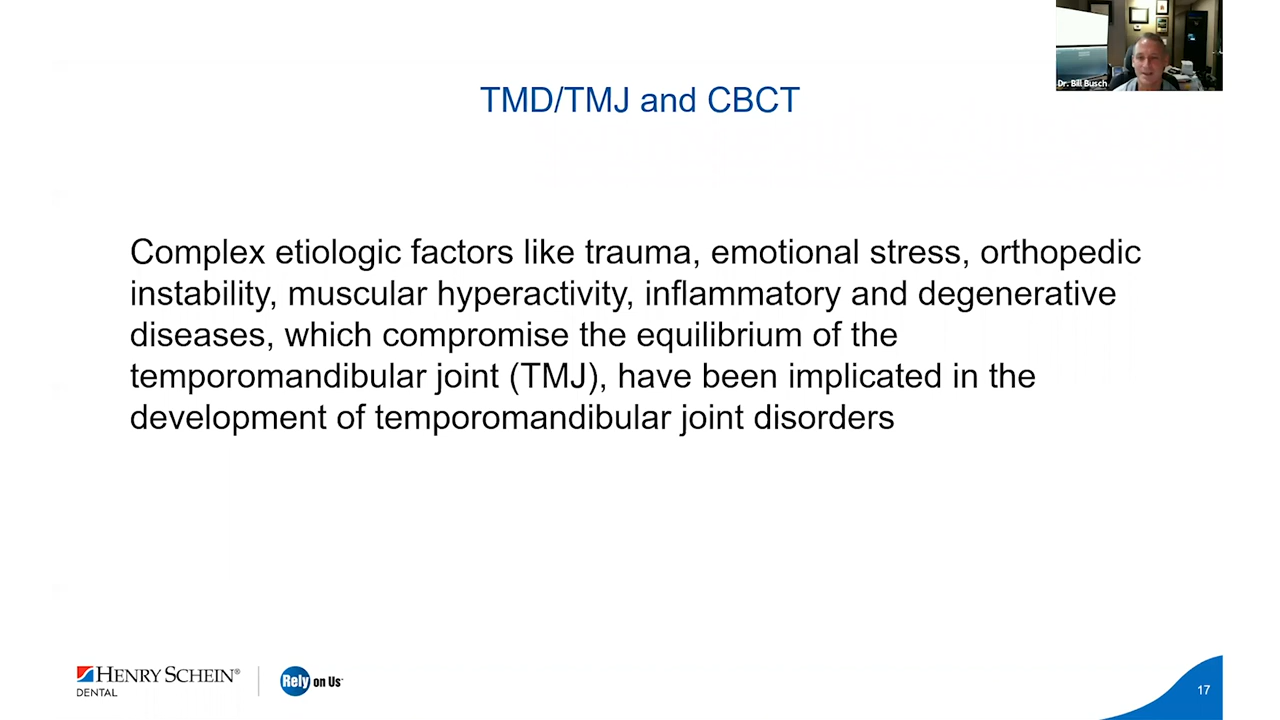 Dr. Bill Busch
TMD/TMJ and CBCT
Complex etiologic factors like trauma, emotional stress, orthopedic
instability, muscular hyperactivity, inflammatory and degenerative
diseases, which compromise the equilibrium of the
temporomandibular joint (TMJ), have been implicated in the
development of temporomandibular joint disorders
HENRY SCHEIN®
DENTAL
Rely on Us
17